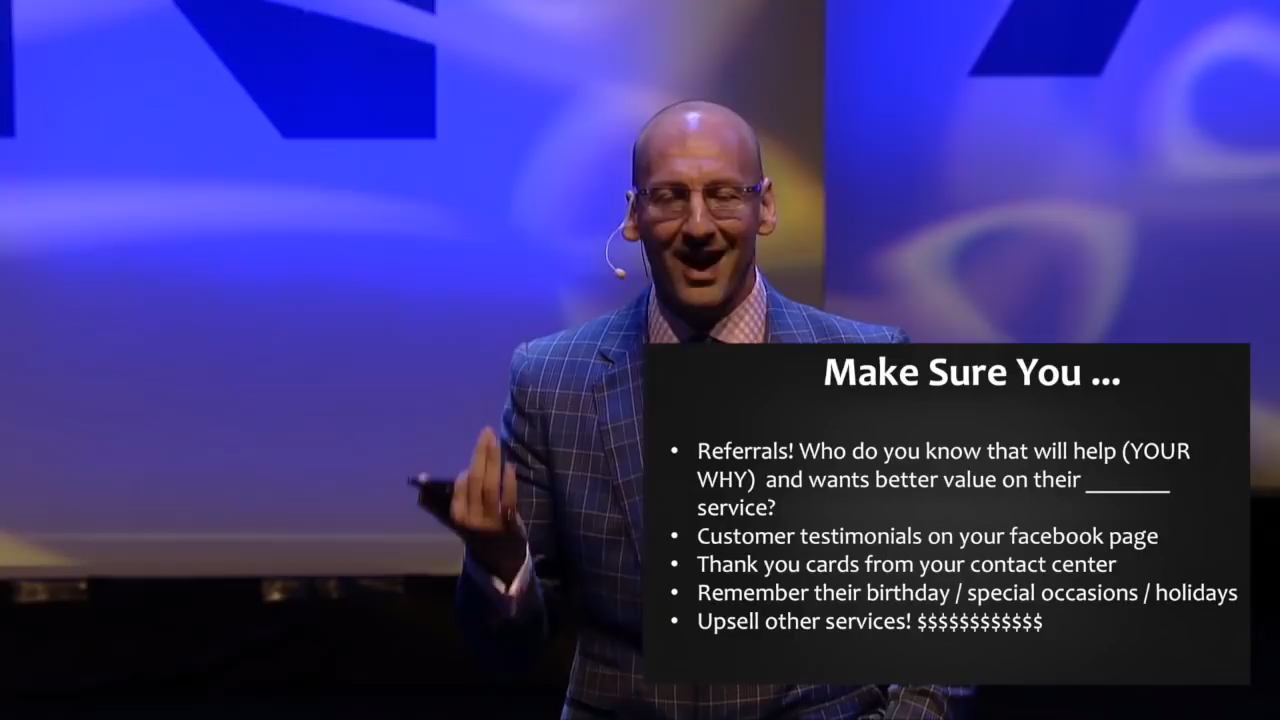 Make Sure You ...
• Referrals! Who do you know that will help (YOUR
WHY)  and wants better value on their _______
service?
• Customer testimonials on your facebook page
• Thank you cards from your contact center
• Remember their birthday / special occasions / holidays
• Upsell other services! $$$$$$$$$$$$